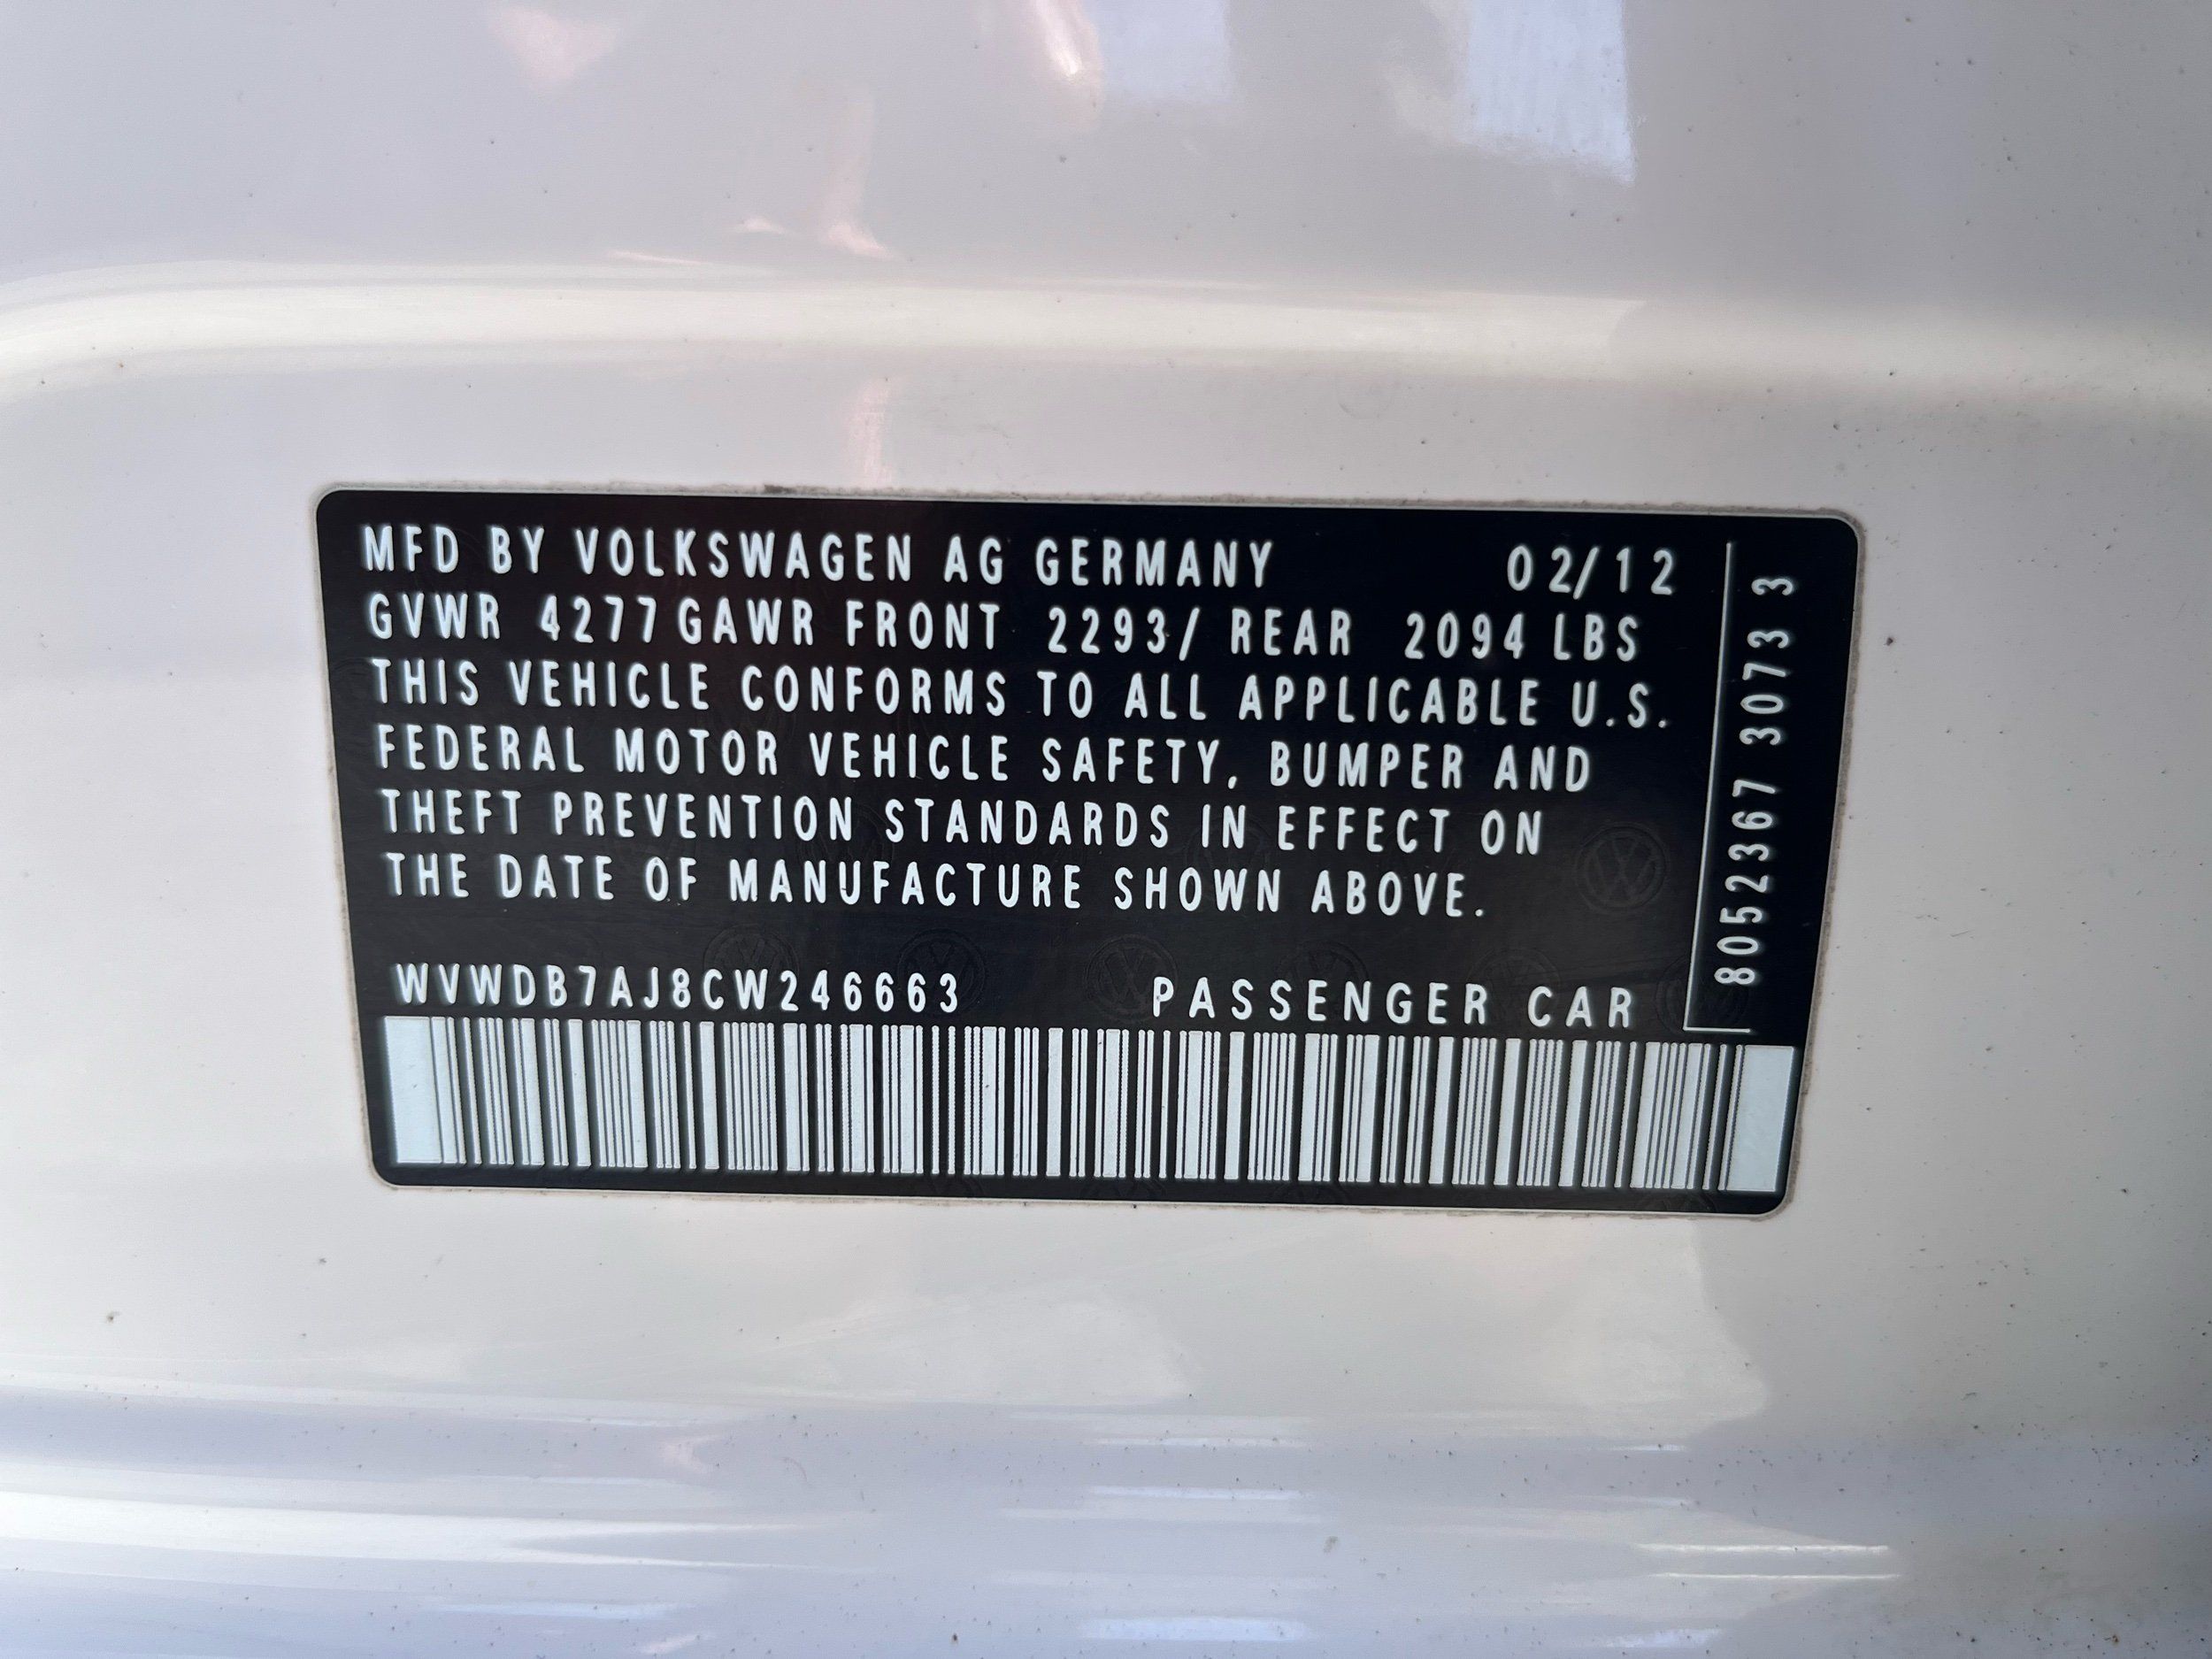 MFD BY VOLKSWAGEN AG GERMANY 02/12
GVWR 4277 GAWR FRONT 2293/ REAR 2094 LBS
THIS VEHICLE CONFORMS TO ALL APPLICABLE U.S.
FEDERAL MOTOR VEHICLE SAFETY, BUMPER AND
THEFT PREVENTION STANDARDS IN EFFECT ON
THE DATE OF MANUFACTURE SHOWN ABOVE.
WVWDB7AJ8CW246663 PASSENGER CAR
8052367 3073 3